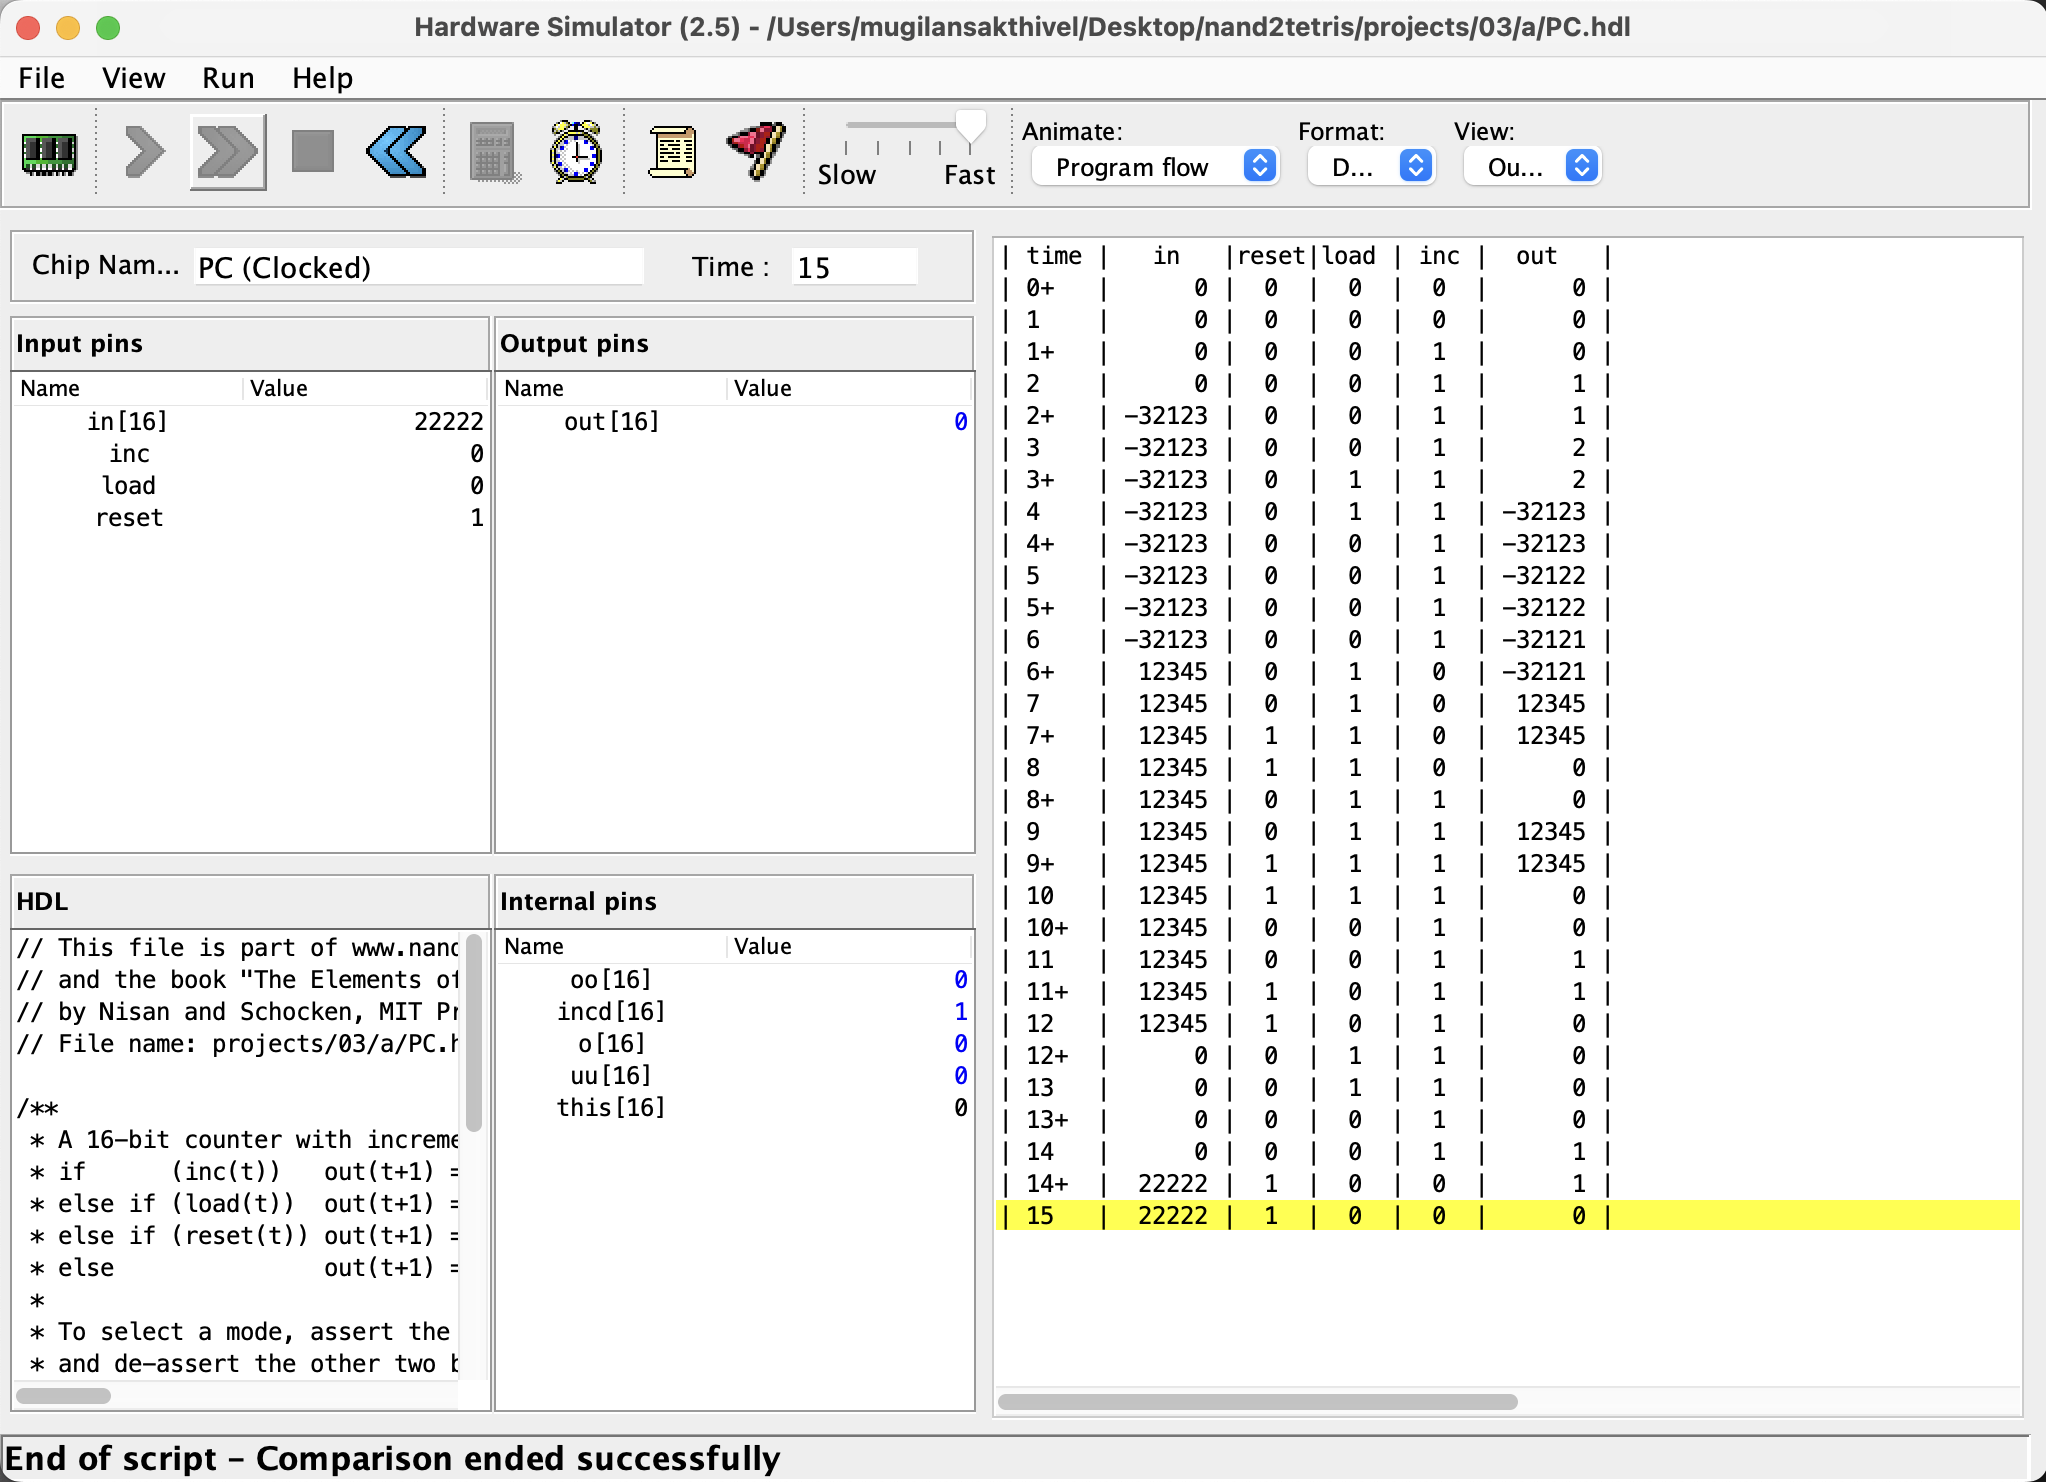 Hardware Simulator (2.5) - /Users/mugilansakthivel/Desktop/nand2tetris/projects/03/a/PC.hdl
File View Run Help
Slow Fast
Animate: Format: View:
Program flow D... Ou...
Chip Nam... PC (Clocked) Time : 15
Input pins
Name Value
in[16] 22222
inc 0
load 0
reset 1
Output pins
Name Value
out[16] 0
HDL
// This file is part of www.nand
// and the book "The Elements of
// by Nisan and Schocken, MIT Pr
// File name: projects/03/a/PC.h
/**
* A 16-bit counter with increme
* if (inc(t)) out(t+1) =
* else if (load(t)) out(t+1) =
* else if (reset(t)) out(t+1) =
* else out(t+1) =
*
* To select a mode, assert the
* and de-assert the other two b
Internal pins
Name Value
oo[16] 0
incd[16] 1
o[16] 0
uu[16] 0
this[16] 0
| time | in |reset|load | inc | out |
| 0+ | 0 | 0 | 0 | 0 | 0 |
| 1 | 0 | 0 | 0 | 0 | 0 |
| 1+ | 0 | 0 | 0 | 1 | 0 |
| 2 | 0 | 0 | 0 | 1 | 1 |
| 2+ | -32123 | 0 | 0 | 1 | 1 |
| 3 | -32123 | 0 | 0 | 1 | 2 |
| 3+ | -32123 | 0 | 1 | 1 | 2 |
| 4 | -32123 | 0 | 1 | 1 | -32123 |
| 4+ | -32123 | 0 | 0 | 1 | -32123 |
| 5 | -32123 | 0 | 0 | 1 | -32122 |
| 5+ | -32123 | 0 | 0 | 1 | -32122 |
| 6 | -32123 | 0 | 0 | 1 | -32121 |
| 6+ | 12345 | 0 | 1 | 0 | -32121 |
| 7 | 12345 | 0 | 1 | 0 | 12345 |
| 7+ | 12345 | 1 | 1 | 0 | 12345 |
| 8 | 12345 | 1 | 1 | 0 | 0 |
| 8+ | 12345 | 0 | 1 | 1 | 0 |
| 9 | 12345 | 0 | 1 | 1 | 12345 |
| 9+ | 12345 | 1 | 1 | 1 | 12345 |
| 10 | 12345 | 1 | 1 | 1 | 0 |
| 10+ | 12345 | 0 | 0 | 1 | 0 |
| 11 | 12345 | 0 | 0 | 1 | 1 |
| 11+ | 12345 | 1 | 0 | 1 | 1 |
| 12 | 12345 | 1 | 0 | 1 | 0 |
| 12+ | 0 | 0 | 1 | 1 | 0 |
| 13 | 0 | 0 | 1 | 1 | 0 |
| 13+ | 0 | 0 | 0 | 1 | 0 |
| 14 | 0 | 0 | 0 | 1 | 1 |
| 14+ | 22222 | 1 | 0 | 0 | 1 |
| 15 | 22222 | 1 | 0 | 0 | 0 |
End of script - Comparison ended successfully